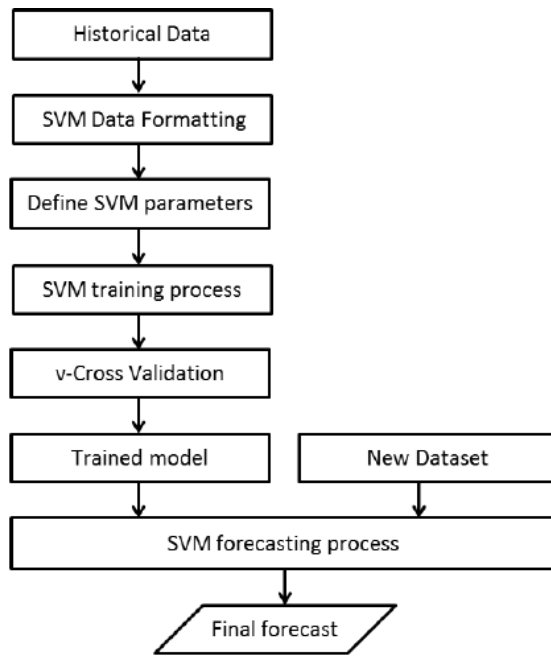 Historical Data
SVM Data Formatting
Define SVM parameters
SVM training process
v-Cross Validation
Trained model
New Dataset
SVM forecasting process
Final forecast